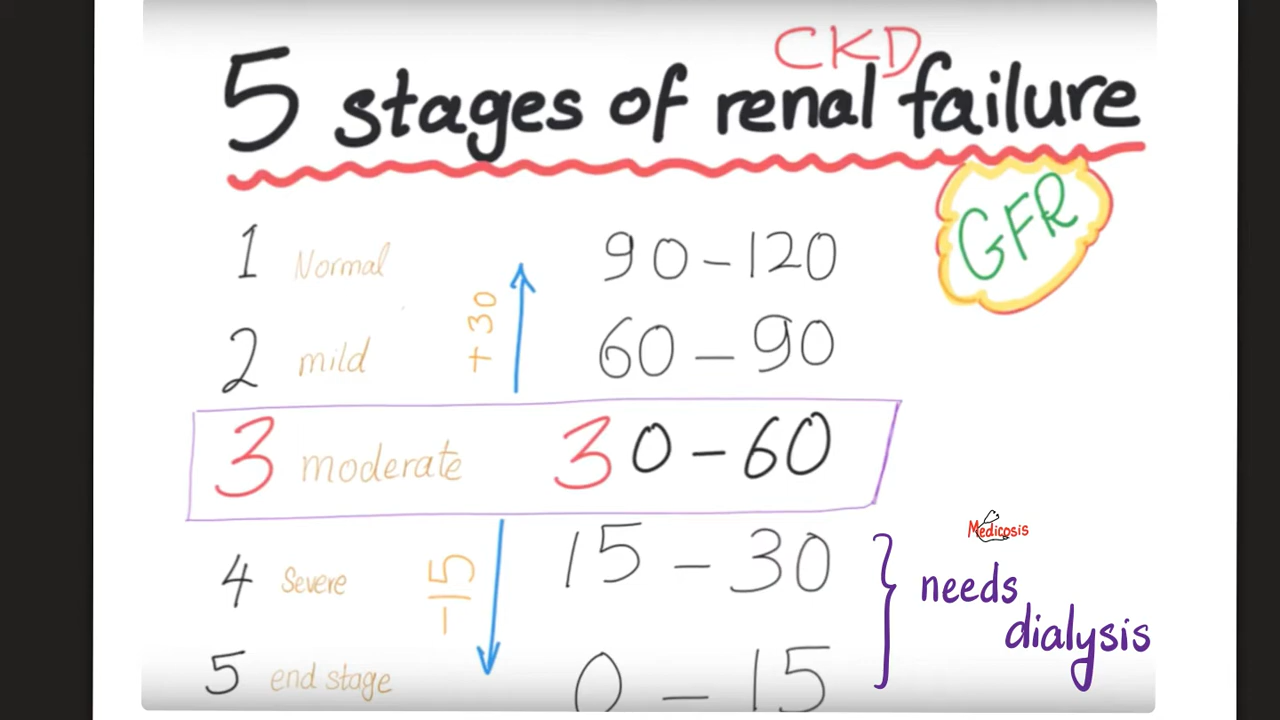 CKD
5 stages of renal failure
GFR
1 Normal 90-120
2 mild +30 60-90
3 moderate 30-60
4 Severe -15 15-30
5 end stage 0-15
Medicosis
needs
dialysis